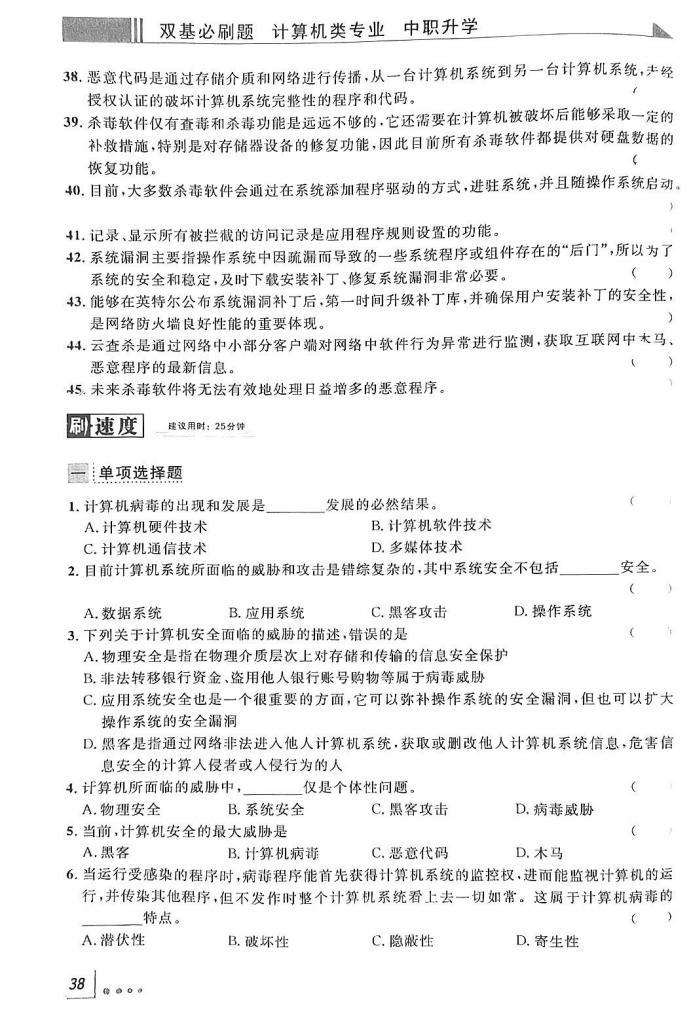 双基必刷题 计算机类专业 中职升学
38. 恶意代码是通过存储介质和网络进行传播,从一台计算机系统到另一台计算机系统,未经
授权认证的破坏计算机系统完整性的程序和代码。 (
39. 杀毒软件仅有查毒和杀毒功能是远远不够的,它还需要在计算机被破坏后能够采取一定的
补救措施,特别是对存储器设备的修复功能,因此目前所有杀毒软件都提供对硬盘数据的
恢复功能。 (
40. 目前,大多数杀毒软件会通过在系统添加程序驱动的方式,进驻系统,并且随操作系统启动。
)
41. 记录、显示所有被拦截的访问记录是应用程序规则设置的功能。
42. 系统漏洞主要指操作系统中因疏漏而导致的一些系统程序或组件存在的“后门”,所以为了
系统的安全和稳定,及时下载安装补丁、修复系统漏洞非常必要。 ( )
43. 能够在英特尔公布系统漏洞补丁后,第一时间升级补丁库,并确保用户安装补丁的安全性,
是网络防火墙良好性能的重要体现。 )
44. 云查杀是通过网络中小部分客户端对网络中软件行为异常进行监测,获取互联网中木马、
恶意程序的最新信息。 ( )
45. 未来杀毒软件将无法有效地处理日益增多的恶意程序。 )
刷速度 建议用时:25分钟
一 单项选择题
1. 计算机病毒的出现和发展是______发展的必然结果。 ( )
A. 计算机硬件技术 B. 计算机软件技术
C. 计算机通信技术 D. 多媒体技术
2. 目前计算机系统所面临的威胁和攻击是错综复杂的,其中系统安全不包括______安全。
( )
A. 数据系统 B. 应用系统 C. 黑客攻击 D. 操作系统
3. 下列关于计算机安全面临的威胁的描述,错误的是 ( )
A. 物理安全是指在物理介质层次上对存储和传输的信息安全保护
B. 非法转移银行资金、盗用他人银行账号购物等属于病毒威胁
C. 应用系统安全也是一个很重要的方面,它可以弥补操作系统的安全漏洞,但也可以扩大
操作系统的安全漏洞
D. 黑客是指通过网络非法进入他人计算机系统,获取或删改他人计算机系统信息,危害信
息安全的计算人侵者或人侵行为的人
4. 计算机所面临的威胁中,______仅是个体性问题。 (
A. 物理安全 B. 系统安全 C. 黑客攻击 D. 病毒威胁
5. 当前,计算机安全的最大威胁是 (
A. 黑客 B. 计算机病毒 C. 恶意代码 D. 木马
6. 当运行受感染的程序时,病毒程序能首先获得计算机系统的监控权,进而能监视计算机的运
行,并传染其他程序,但不发作时整个计算机系统看上去一切如常。这属于计算机病毒的
______特点。 ( )
A. 潜伏性 B. 破坏性 C. 隐蔽性 D. 寄生性
38